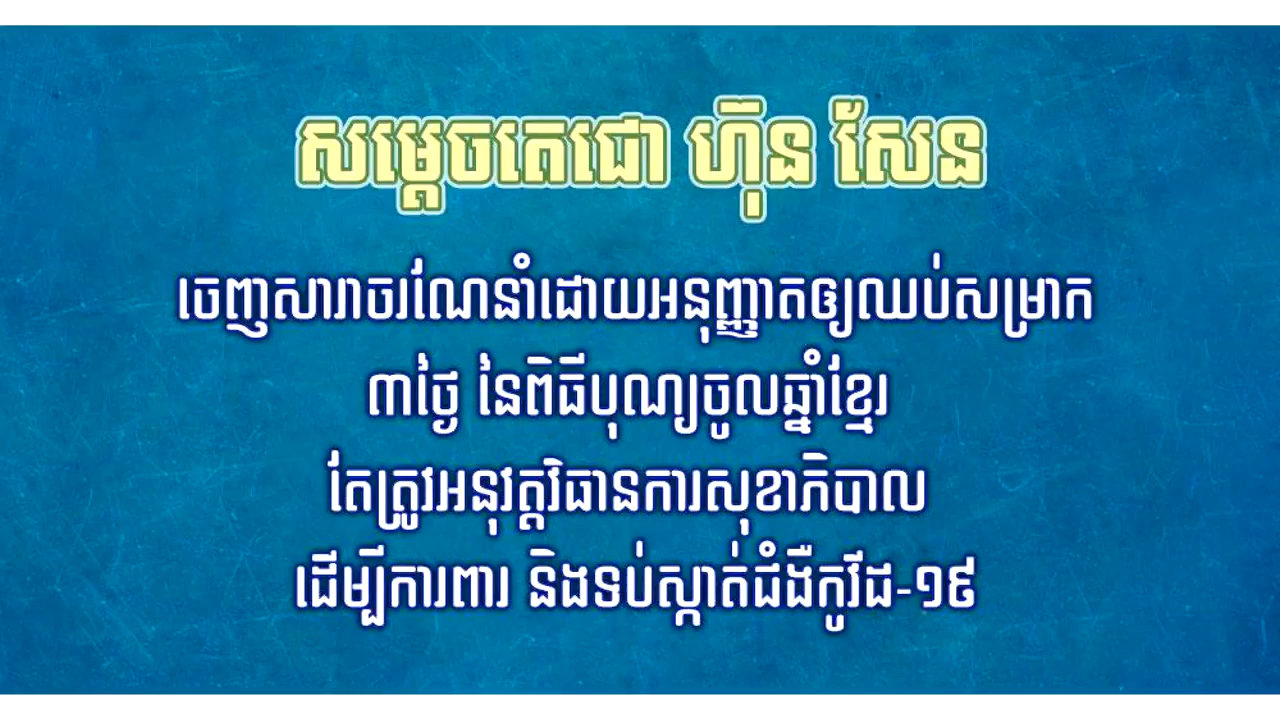 សម្តេចតេជោ ហ៊ុន សែន
ចេញសារាចរណែនាំដោយអនុញ្ញាតឲ្យឈប់សម្រាក
៣ថ្ងៃ នៃពិធីបុណ្យចូលឆ្នាំខ្មែរ
តែត្រូវអនុវត្តវិធានការសុខាភិបាល
ដើម្បីការពារ និងទប់ស្កាត់ជំងឺកូវីដ-១៩